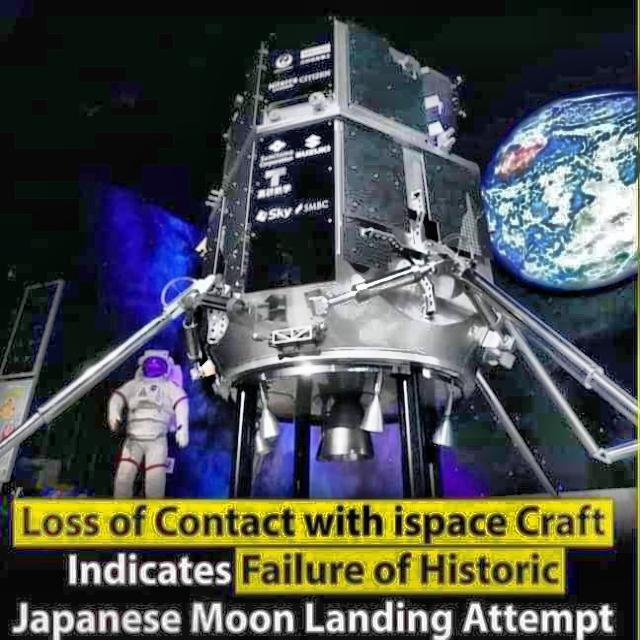 CITIZEN
SUZUKI
Sky SMBC
Loss of Contact with ispace Craft
Indicates Failure of Historic
Japanese Moon Landing Attempt